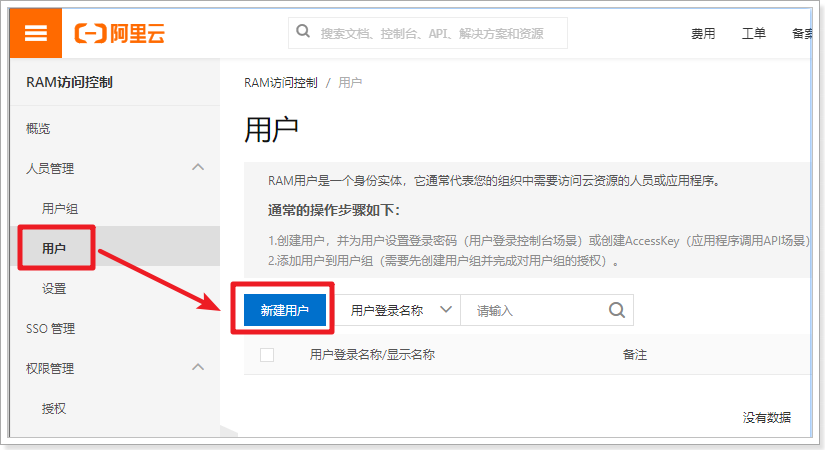 阿里云
搜索文档、控制台、API、解决方案和资源
费用
工单
备案
RAM访问控制
概览
人员管理
用户组
用户
设置
SSO 管理
权限管理
授权
RAM访问控制 / 用户
用户
RAM用户是一个身份实体，它通常代表您的组织中需要访问云资源的人员或应用程序。
通常的操作步骤如下：
1.创建用户，并为用户设置登录密码（用户登录控制台场景）或创建AccessKey（应用程序调用API场景）
2.添加用户到用户组（需要先创建用户组并完成对用户组的授权）。
新建用户
用户登录名称
请输入
用户登录名称/显示名称
备注
没有数据